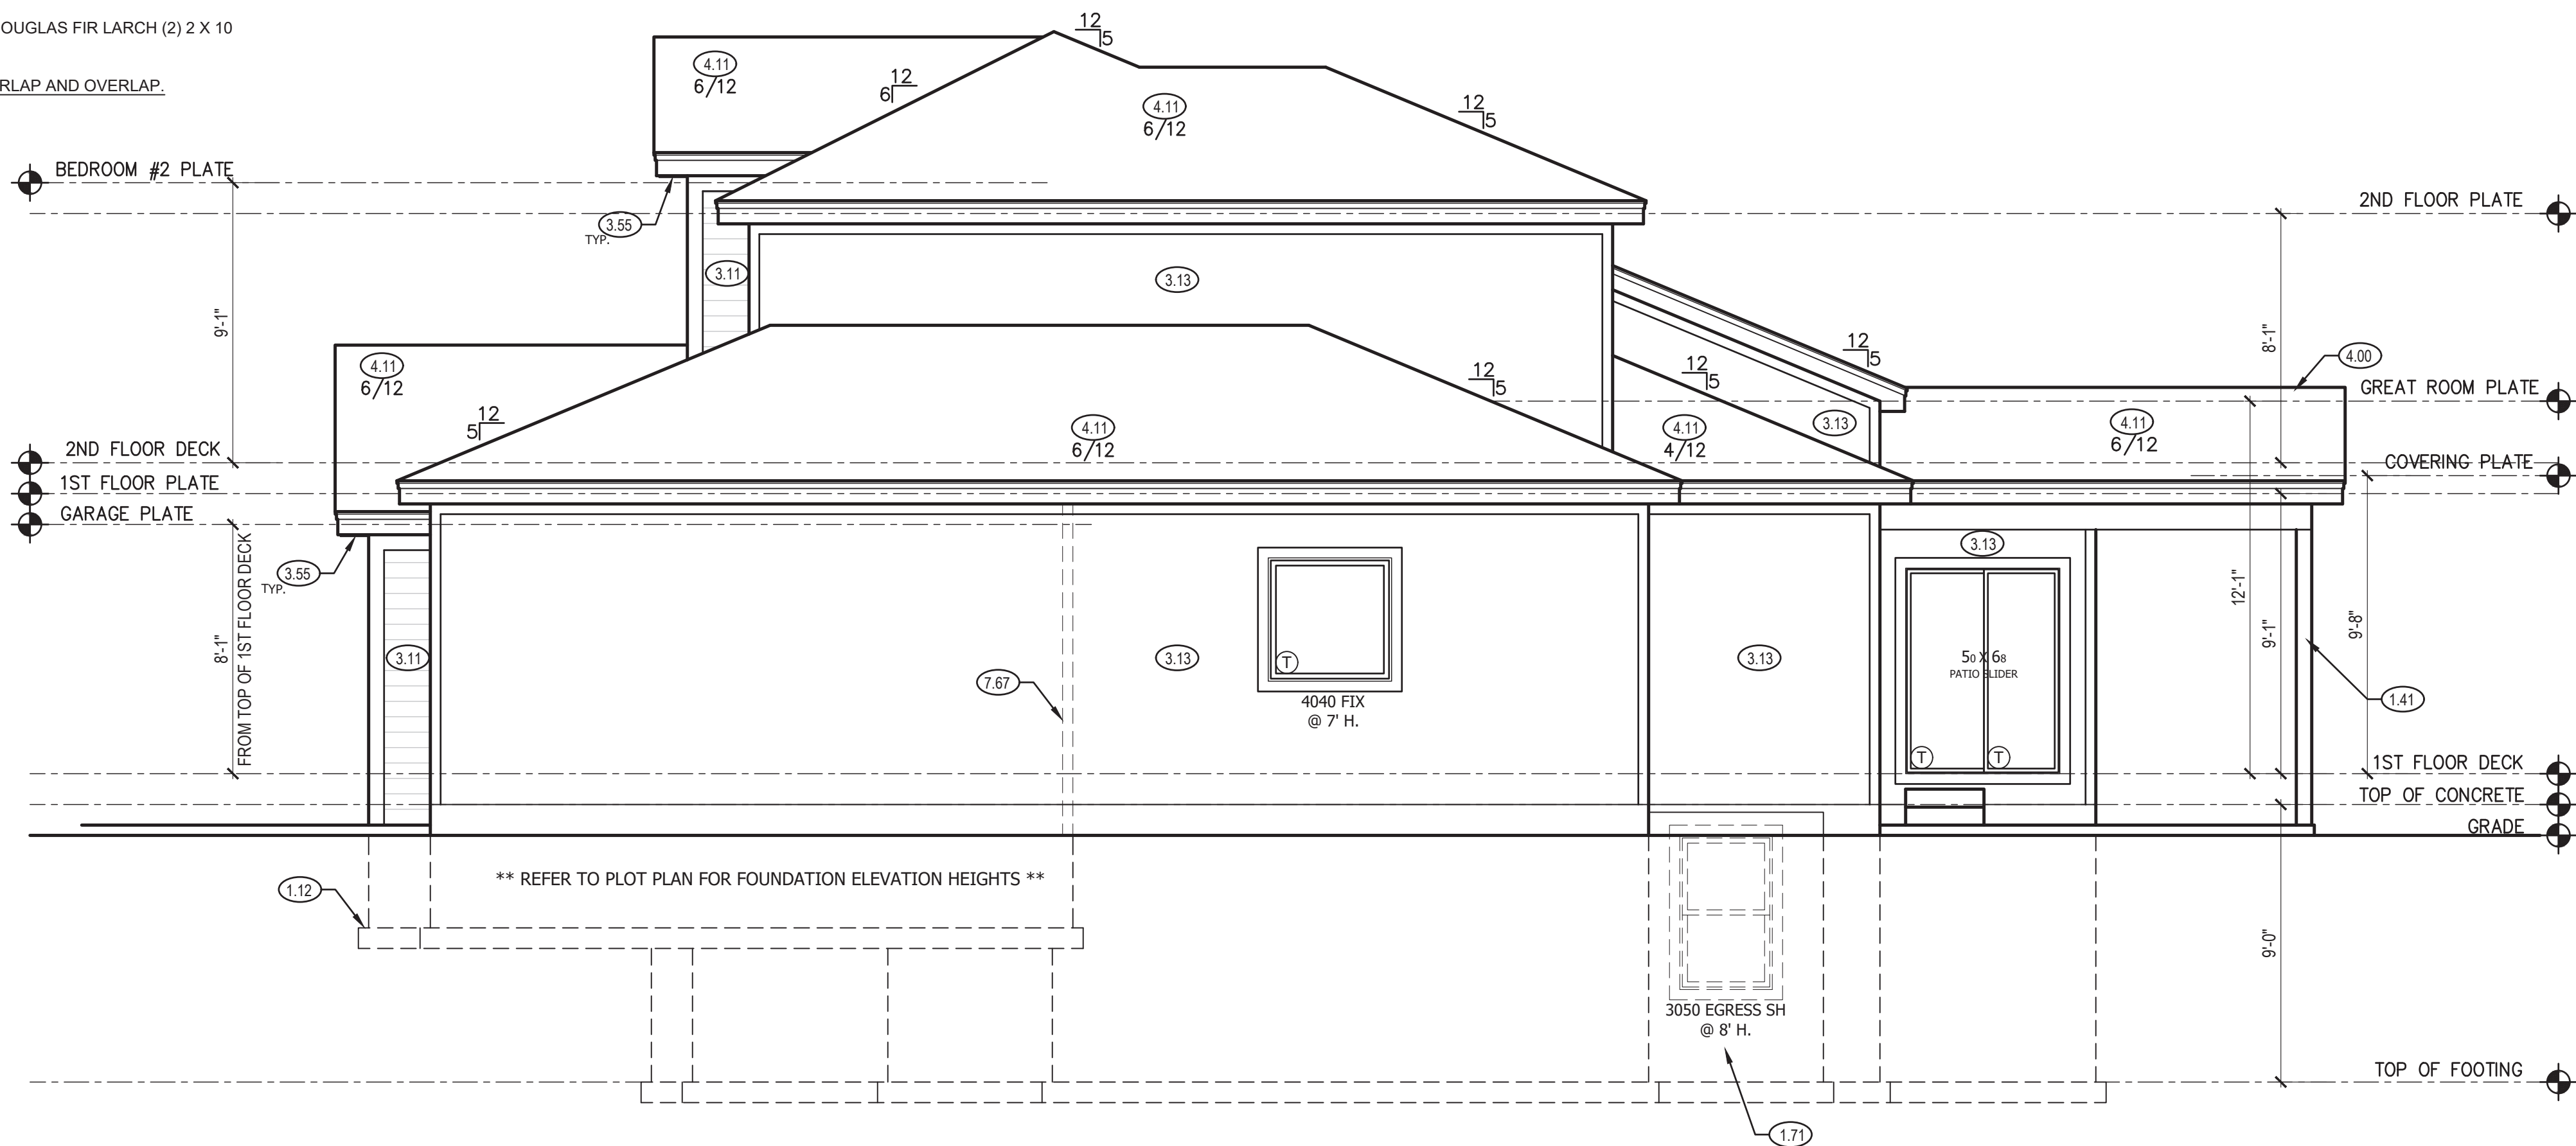 OUGLAS FIR LARCH (2) 2 X 10
RLAP AND OVERLAP.
12
5
4.11
6/12
12
6
4.11
6/12
12
5
BEDROOM #2 PLATE
2ND FLOOR PLATE
3.55
TYP.
3.11
3.13
9'-1"
8'-1"
12
5
4.00
4.11
6/12
12
5
12
5
GREAT ROOM PLATE
12
5
4.11
6/12
4.11
4/12
3.13
4.11
6/12
2ND FLOOR DECK
COVERING PLATE
1ST FLOOR PLATE
GARAGE PLATE
3.55
TYP.
3.13
8'-1"
FROM TOP OF 1ST FLOOR DECK
3.11
3.13
T
4040 FIX
@ 7' H.
3.13
50 X 68
PATIO SLIDER
T
T
12'-1"
9'-1"
9'-8"
7.67
1.41
1ST FLOOR DECK
TOP OF CONCRETE
GRADE
1.12
** REFER TO PLOT PLAN FOR FOUNDATION ELEVATION HEIGHTS **
9'-0"
3050 EGRESS SH
@ 8' H.
TOP OF FOOTING
1.71